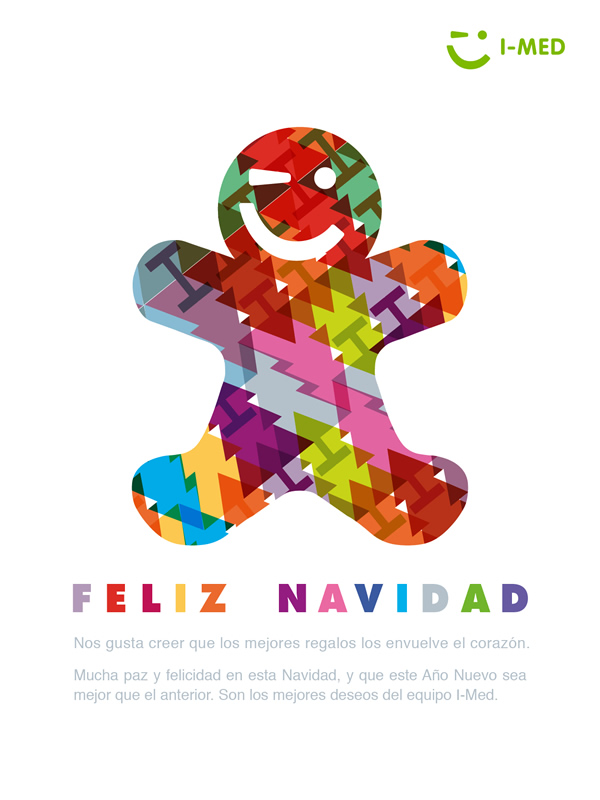 I-MED
FELIZ NAVIDAD
Nos gusta creer que los mejores regalos los envuelve el corazón.
Mucha paz y felicidad en esta Navidad, y que este Año Nuevo sea
mejor que el anterior. Son los mejores deseos del equipo I-Med.